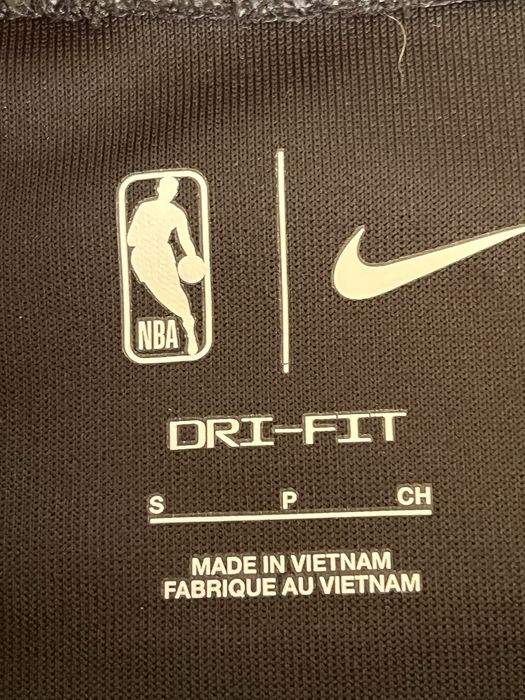 NBA
DRI-FIT
S P CH
MADE IN VIETNAM
FABRIQUE AU VIETNAM